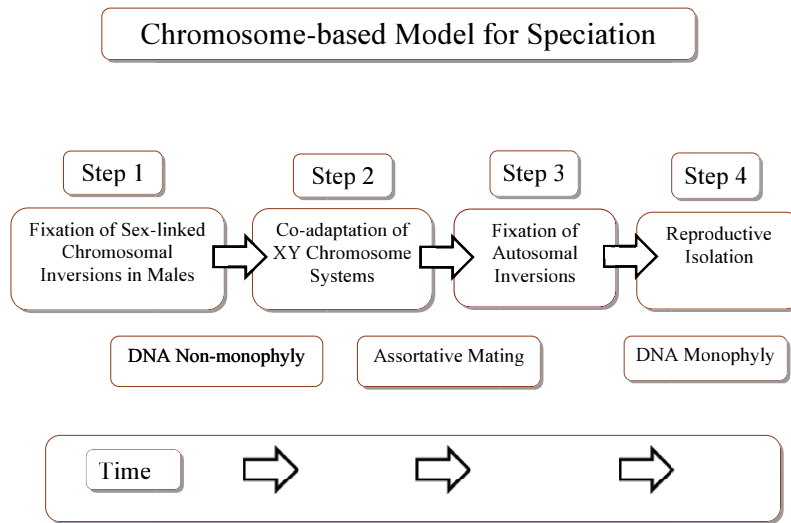 Chromosome-based Model for Speciation
Step 1
Step 2
Step 3
Step 4
Fixation of Sex-linked
Chromosomal
Inversions in Males
Co-adaptation of
XY Chromosome
Systems
Fixation of
Autosomal
Inversions
Reproductive
Isolation
DNA Non-monophyly
Assortative Mating
DNA Monophyly
Time